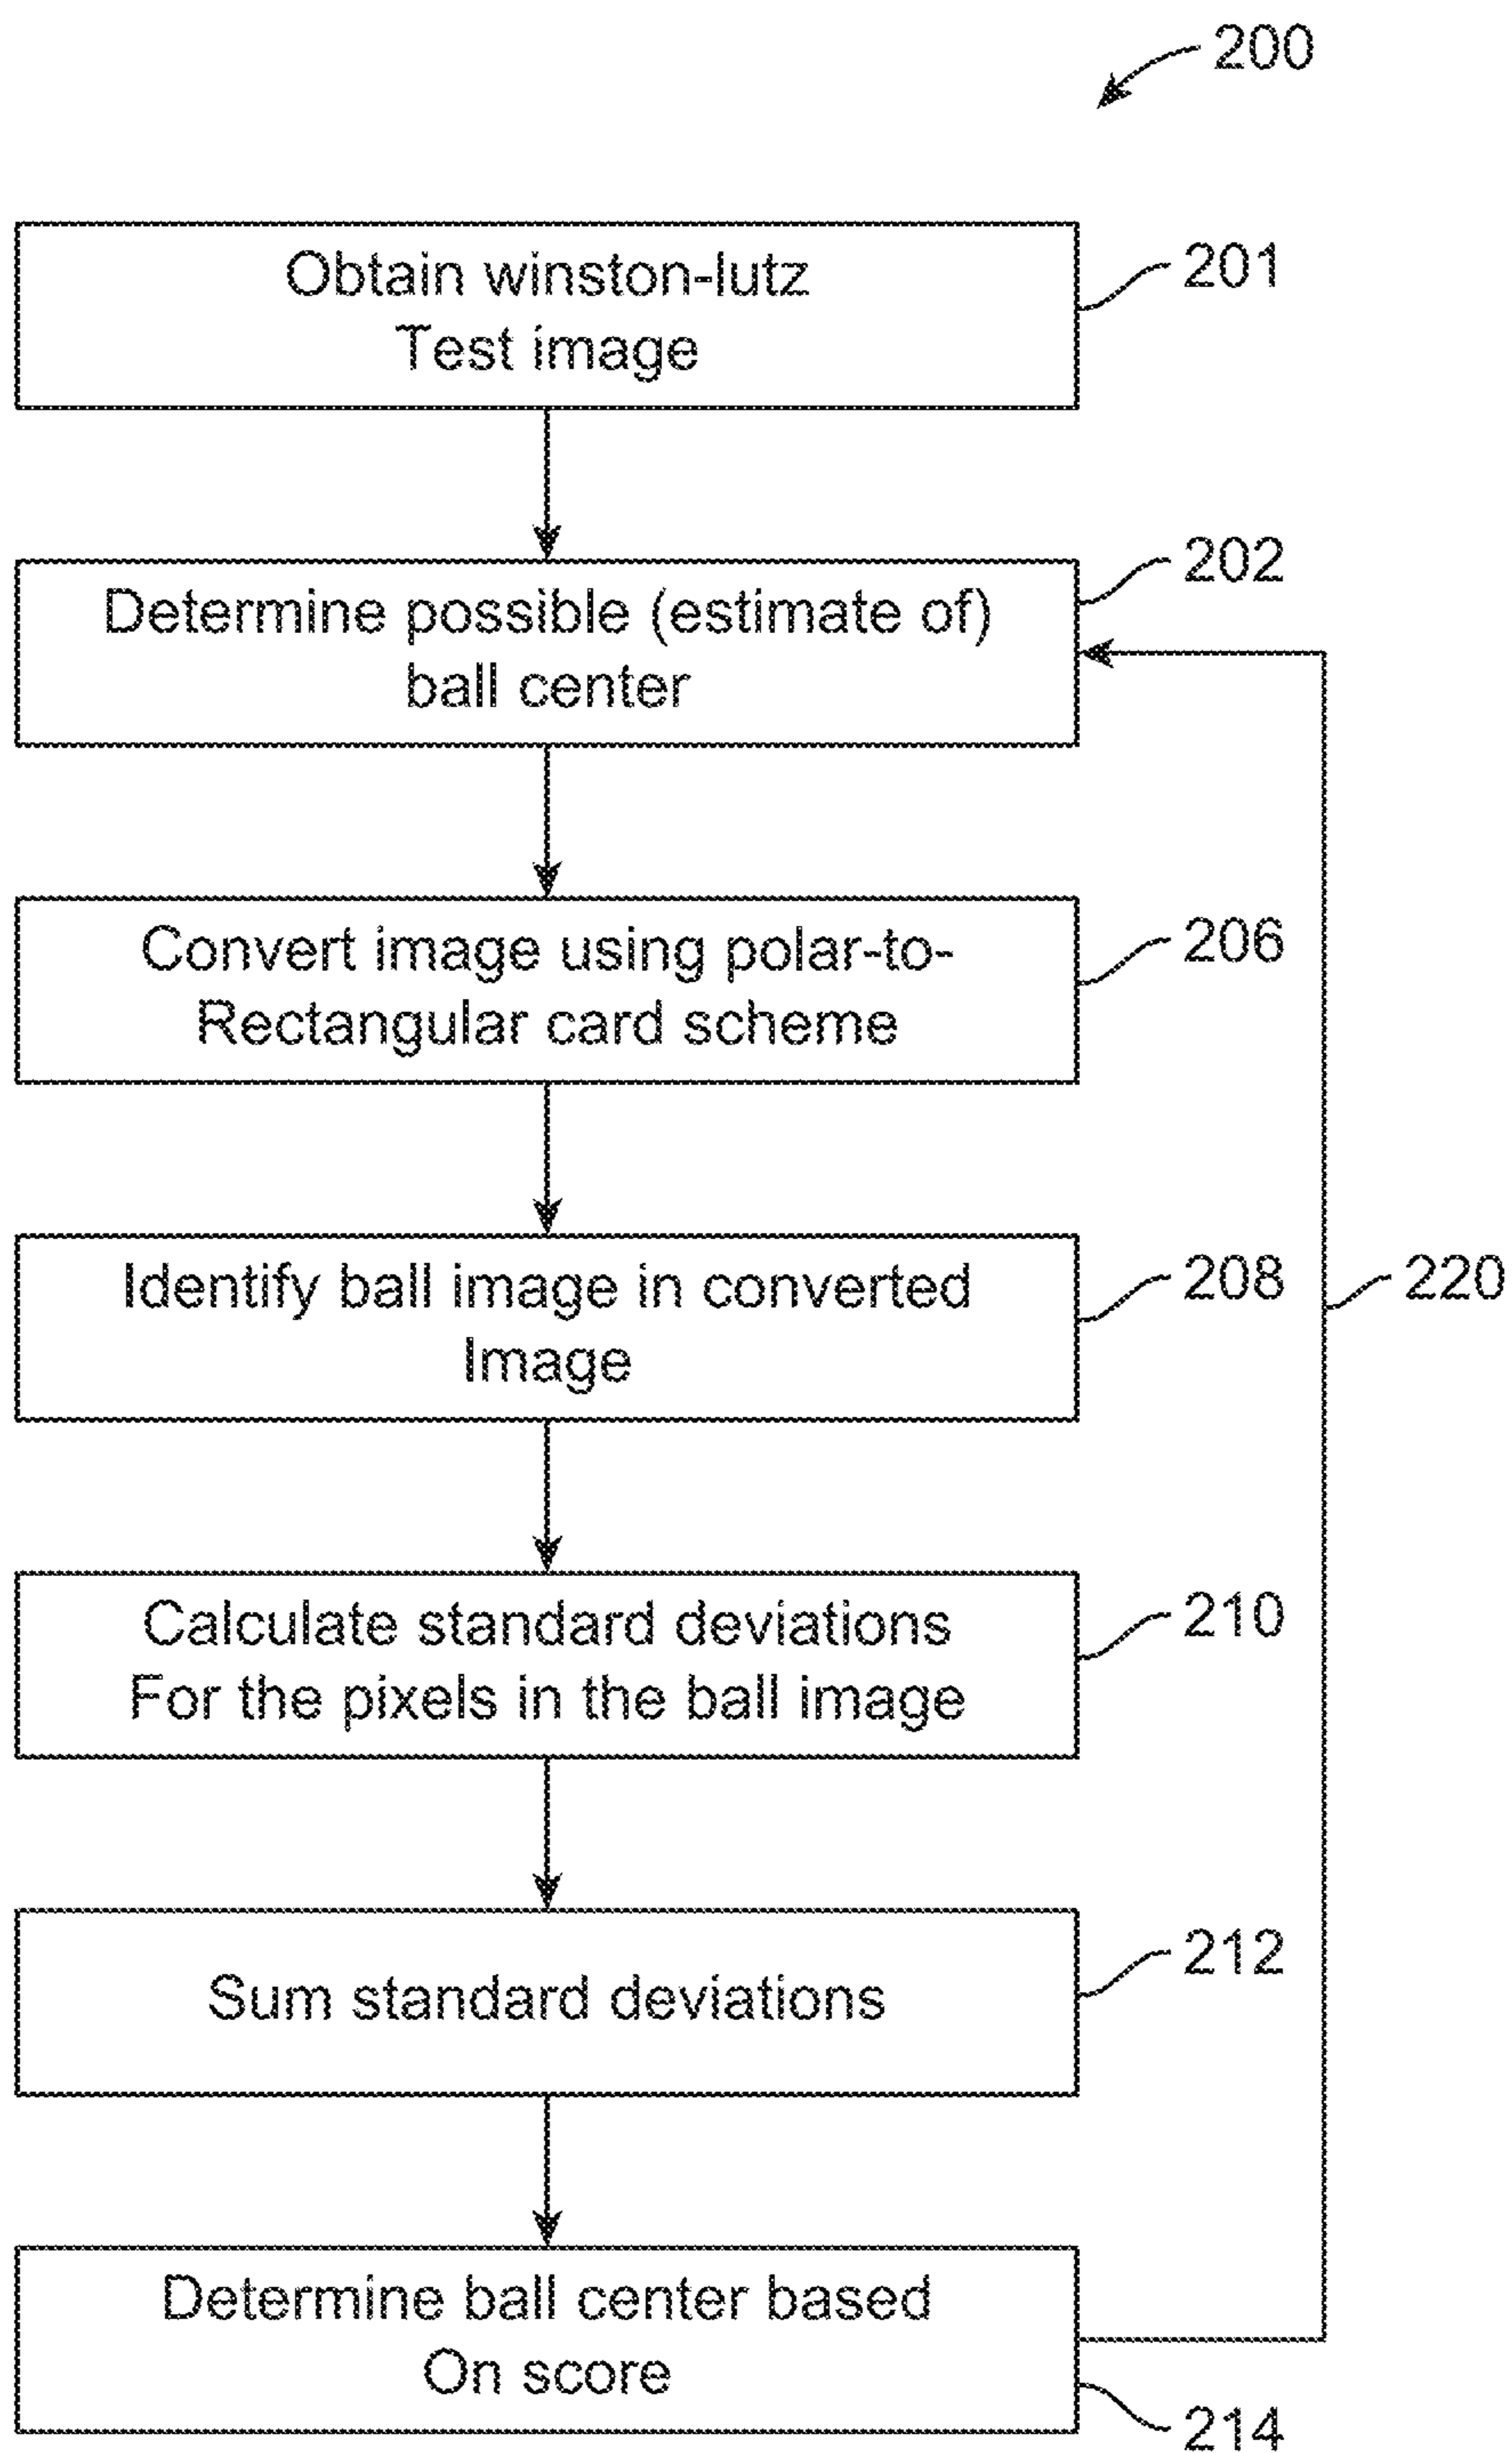 200
Obtain winston-lutz
Test image
201
Determine possible (estimate of)
ball center
202
Convert image using polar-to-
Rectangular card scheme
206
Identify ball image in converted
Image
208
220
Calculate standard deviations
For the pixels in the ball image
210
Sum standard deviations
212
Determine ball center based
On score
214